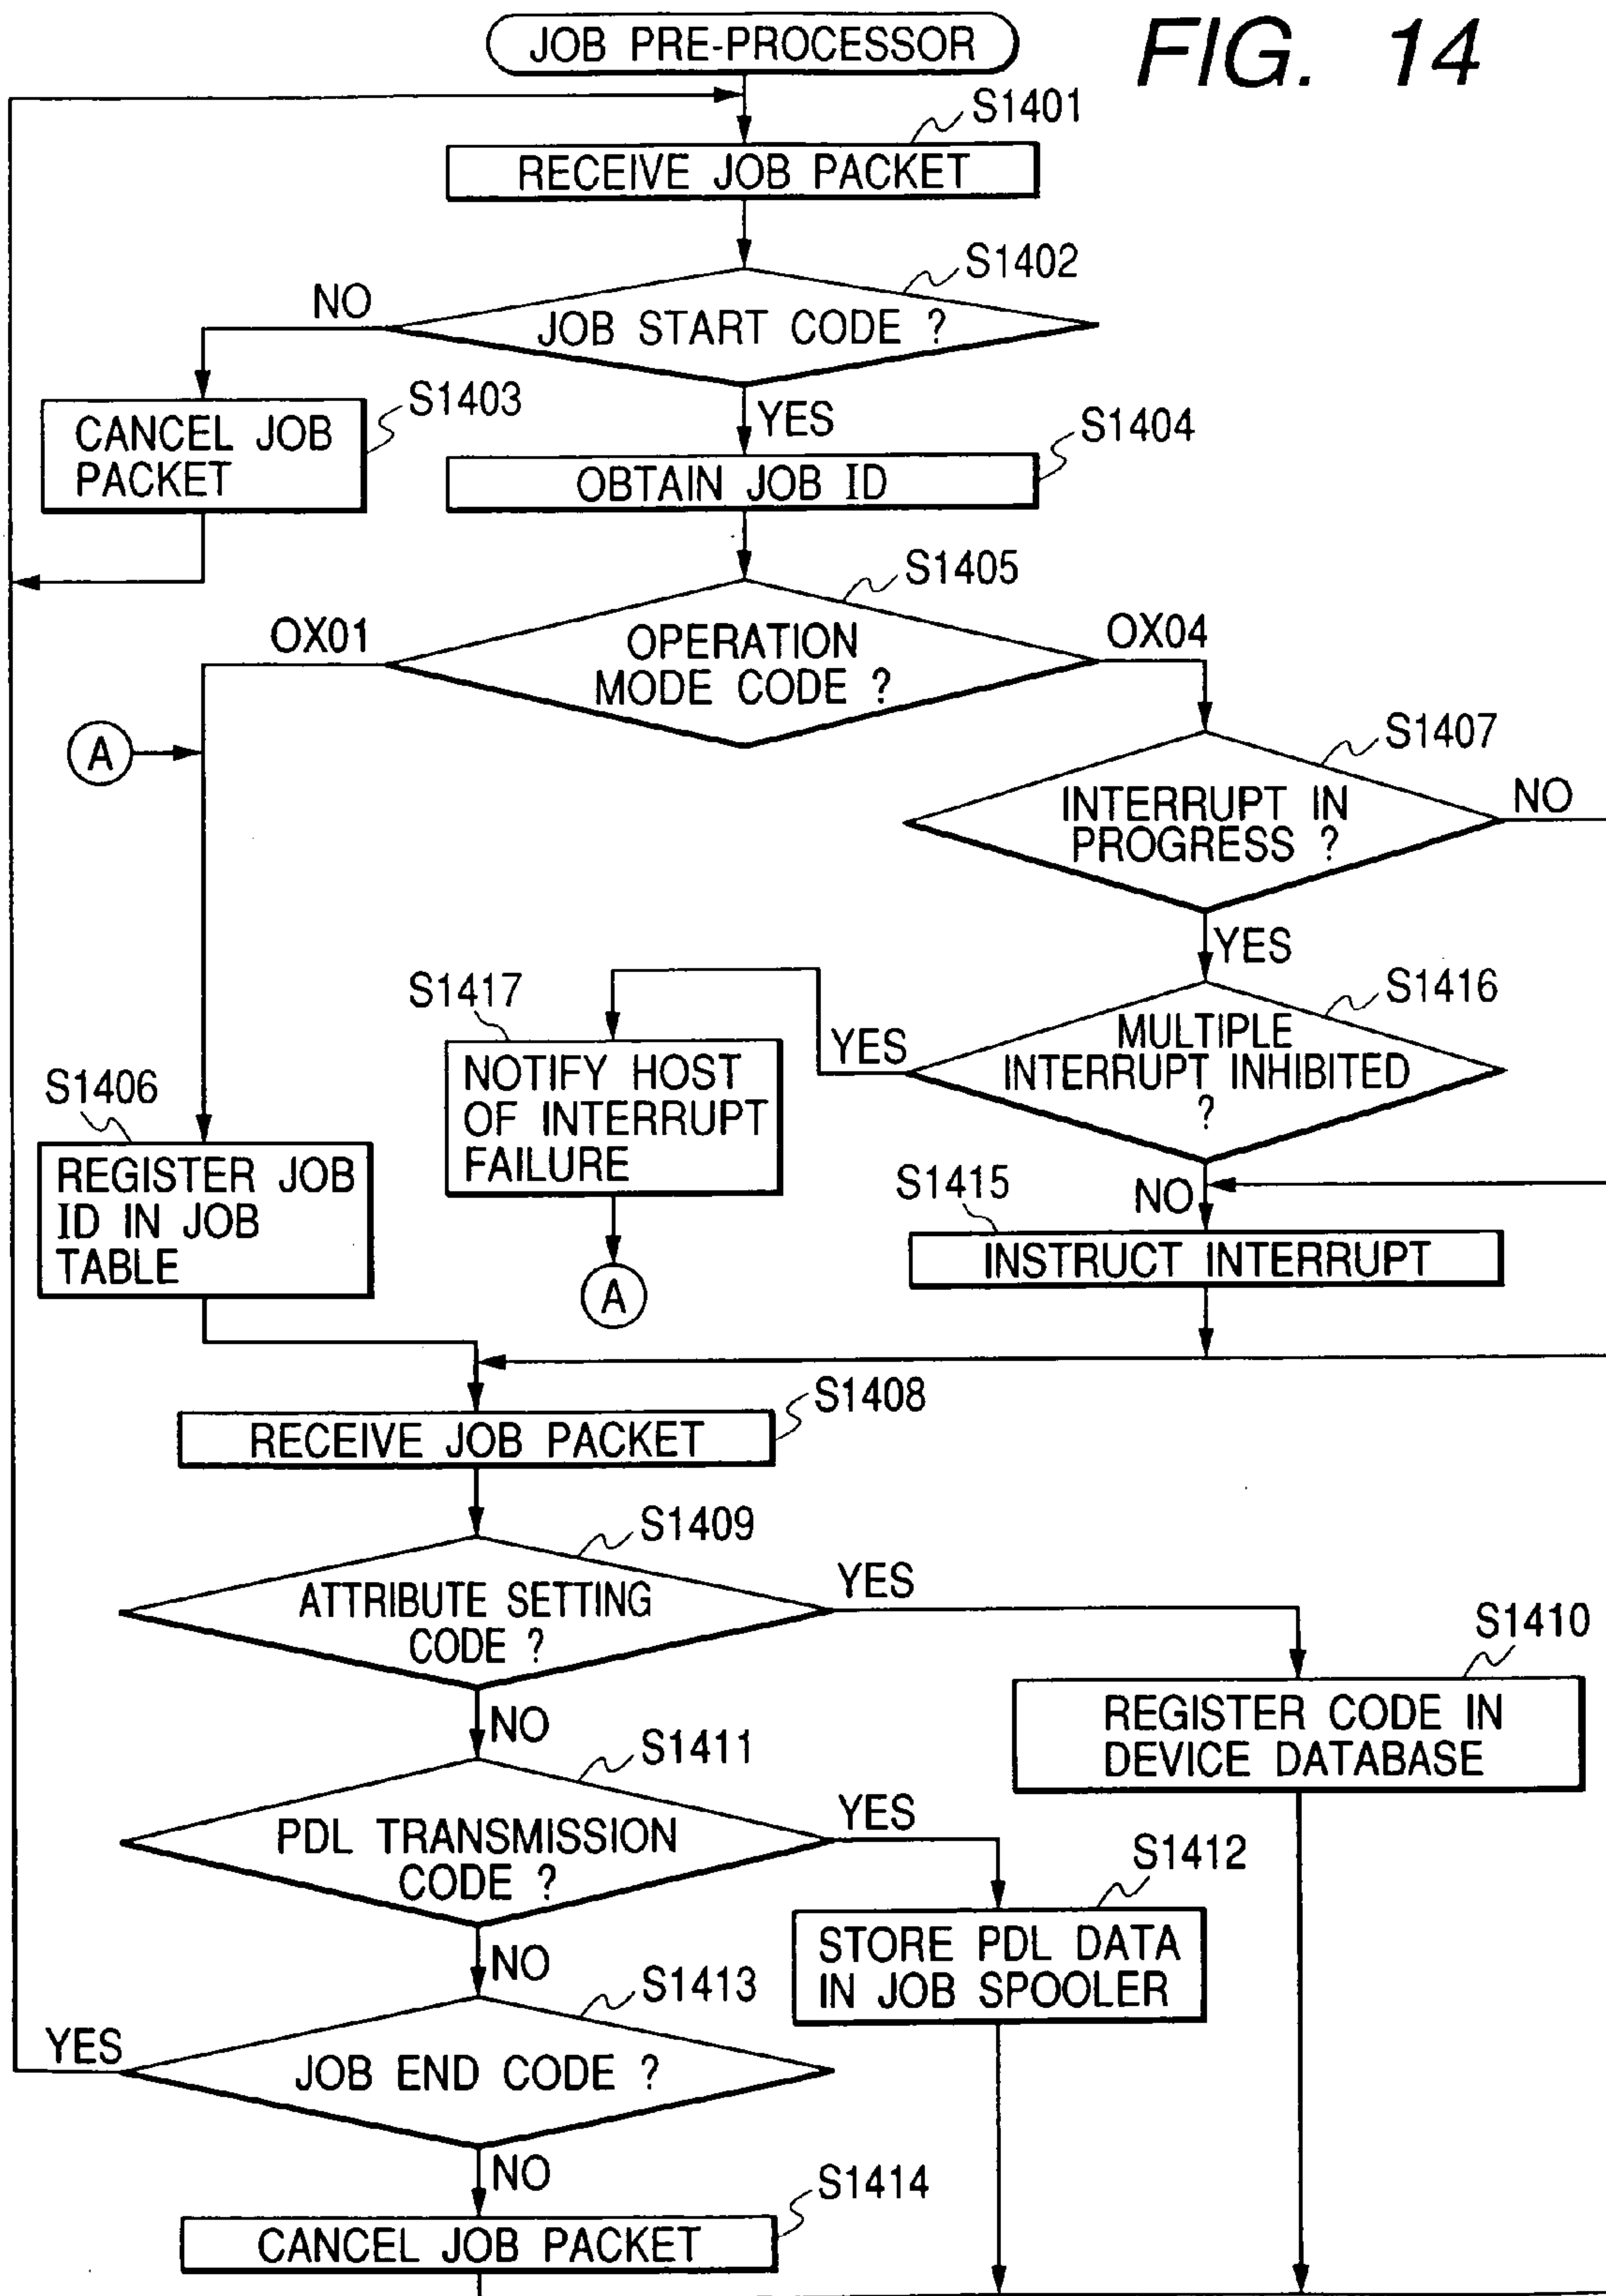 JOB PRE-PROCESSOR
FIG. 14
S1401
RECEIVE JOB PACKET
S1402
NO
JOB START CODE ?
S1403
CANCEL JOB
PACKET
YES
S1404
OBTAIN JOB ID
S1405
OX01
OPERATION
MODE CODE ?
OX04
A
S1407
INTERRUPT IN
PROGRESS ?
NO
YES
S1416
MULTIPLE
INTERRUPT INHIBITED
?
YES
S1417
NOTIFY HOST
OF INTERRUPT
FAILURE
A
S1406
REGISTER JOB
ID IN JOB
TABLE
NO
S1415
INSTRUCT INTERRUPT
S1408
RECEIVE JOB PACKET
S1409
ATTRIBUTE SETTING
CODE ?
YES
S1410
REGISTER CODE IN
DEVICE DATABASE
NO
S1411
PDL TRANSMISSION
CODE ?
YES
S1412
STORE PDL DATA
IN JOB SPOOLER
NO
S1413
YES
JOB END CODE ?
NO
S1414
CANCEL JOB PACKET